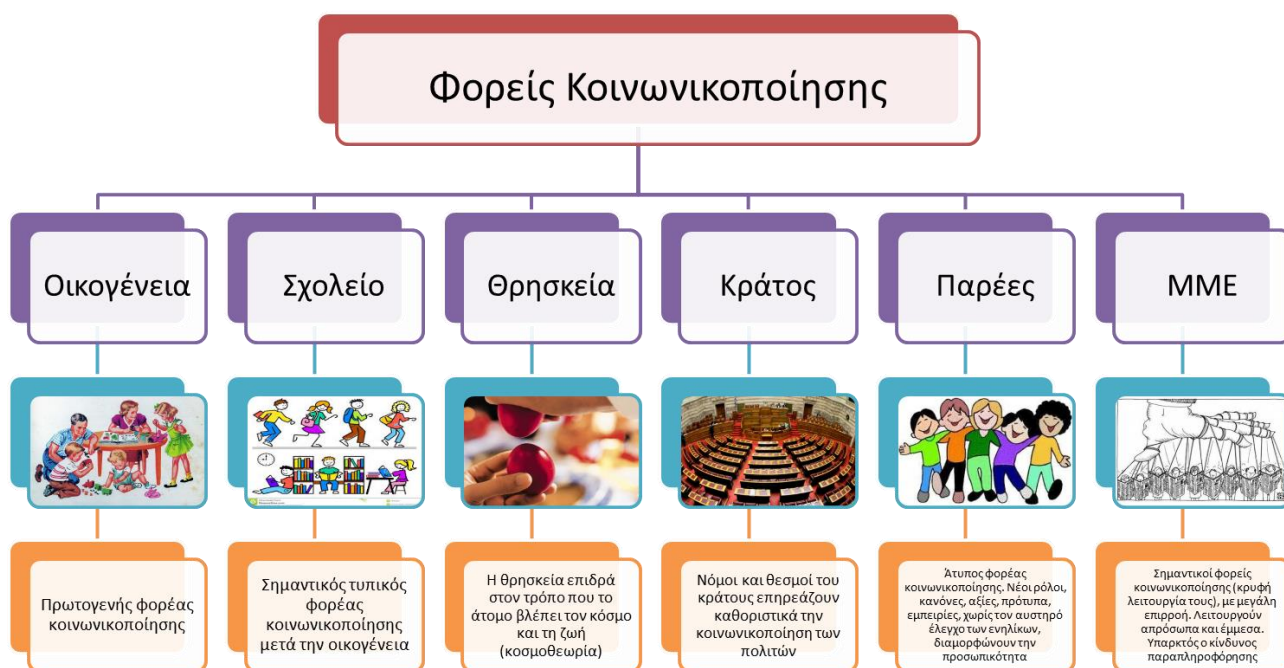 Φορείς Κοινωνικοποίησης
Οικογένεια
Σχολείο
Θρησκεία
Κράτος
Παρέες
ΜΜΕ
Πρωτογενής φορέας
κοινωνικοποίησης
Σημαντικός τυπικός
φορέας
κοινωνικοποίησης
μετά την οικογένεια
Η θρησκεία επιδρά
στον τρόπο που το
άτομο βλέπει τον κόσμο
και τη ζωή
(κοσμοθεωρία)
Νόμοι και θεσμοί του
κράτους επηρεάζουν
καθοριστικά την
κοινωνικοποίηση των
πολιτών
Άτυπος φορέας
κοινωνικοποίησης. Νέοι ρόλοι,
κανόνες, αξίες, πρότυπα,
εμπειρίες, χωρίς τον αυστηρό
έλεγχο των ενηλίκων,
διαμορφώνουν την
προσωπικότητα
Σημαντικοί φορείς
κοινωνικοποίησης (κρυφή
λειτουργία τους), με μεγάλη
επιρροή. Λειτουργούν
απρόσωπα και έμμεσα.
Υπαρκτός ο κίνδυνος
παραπληροφόρησης